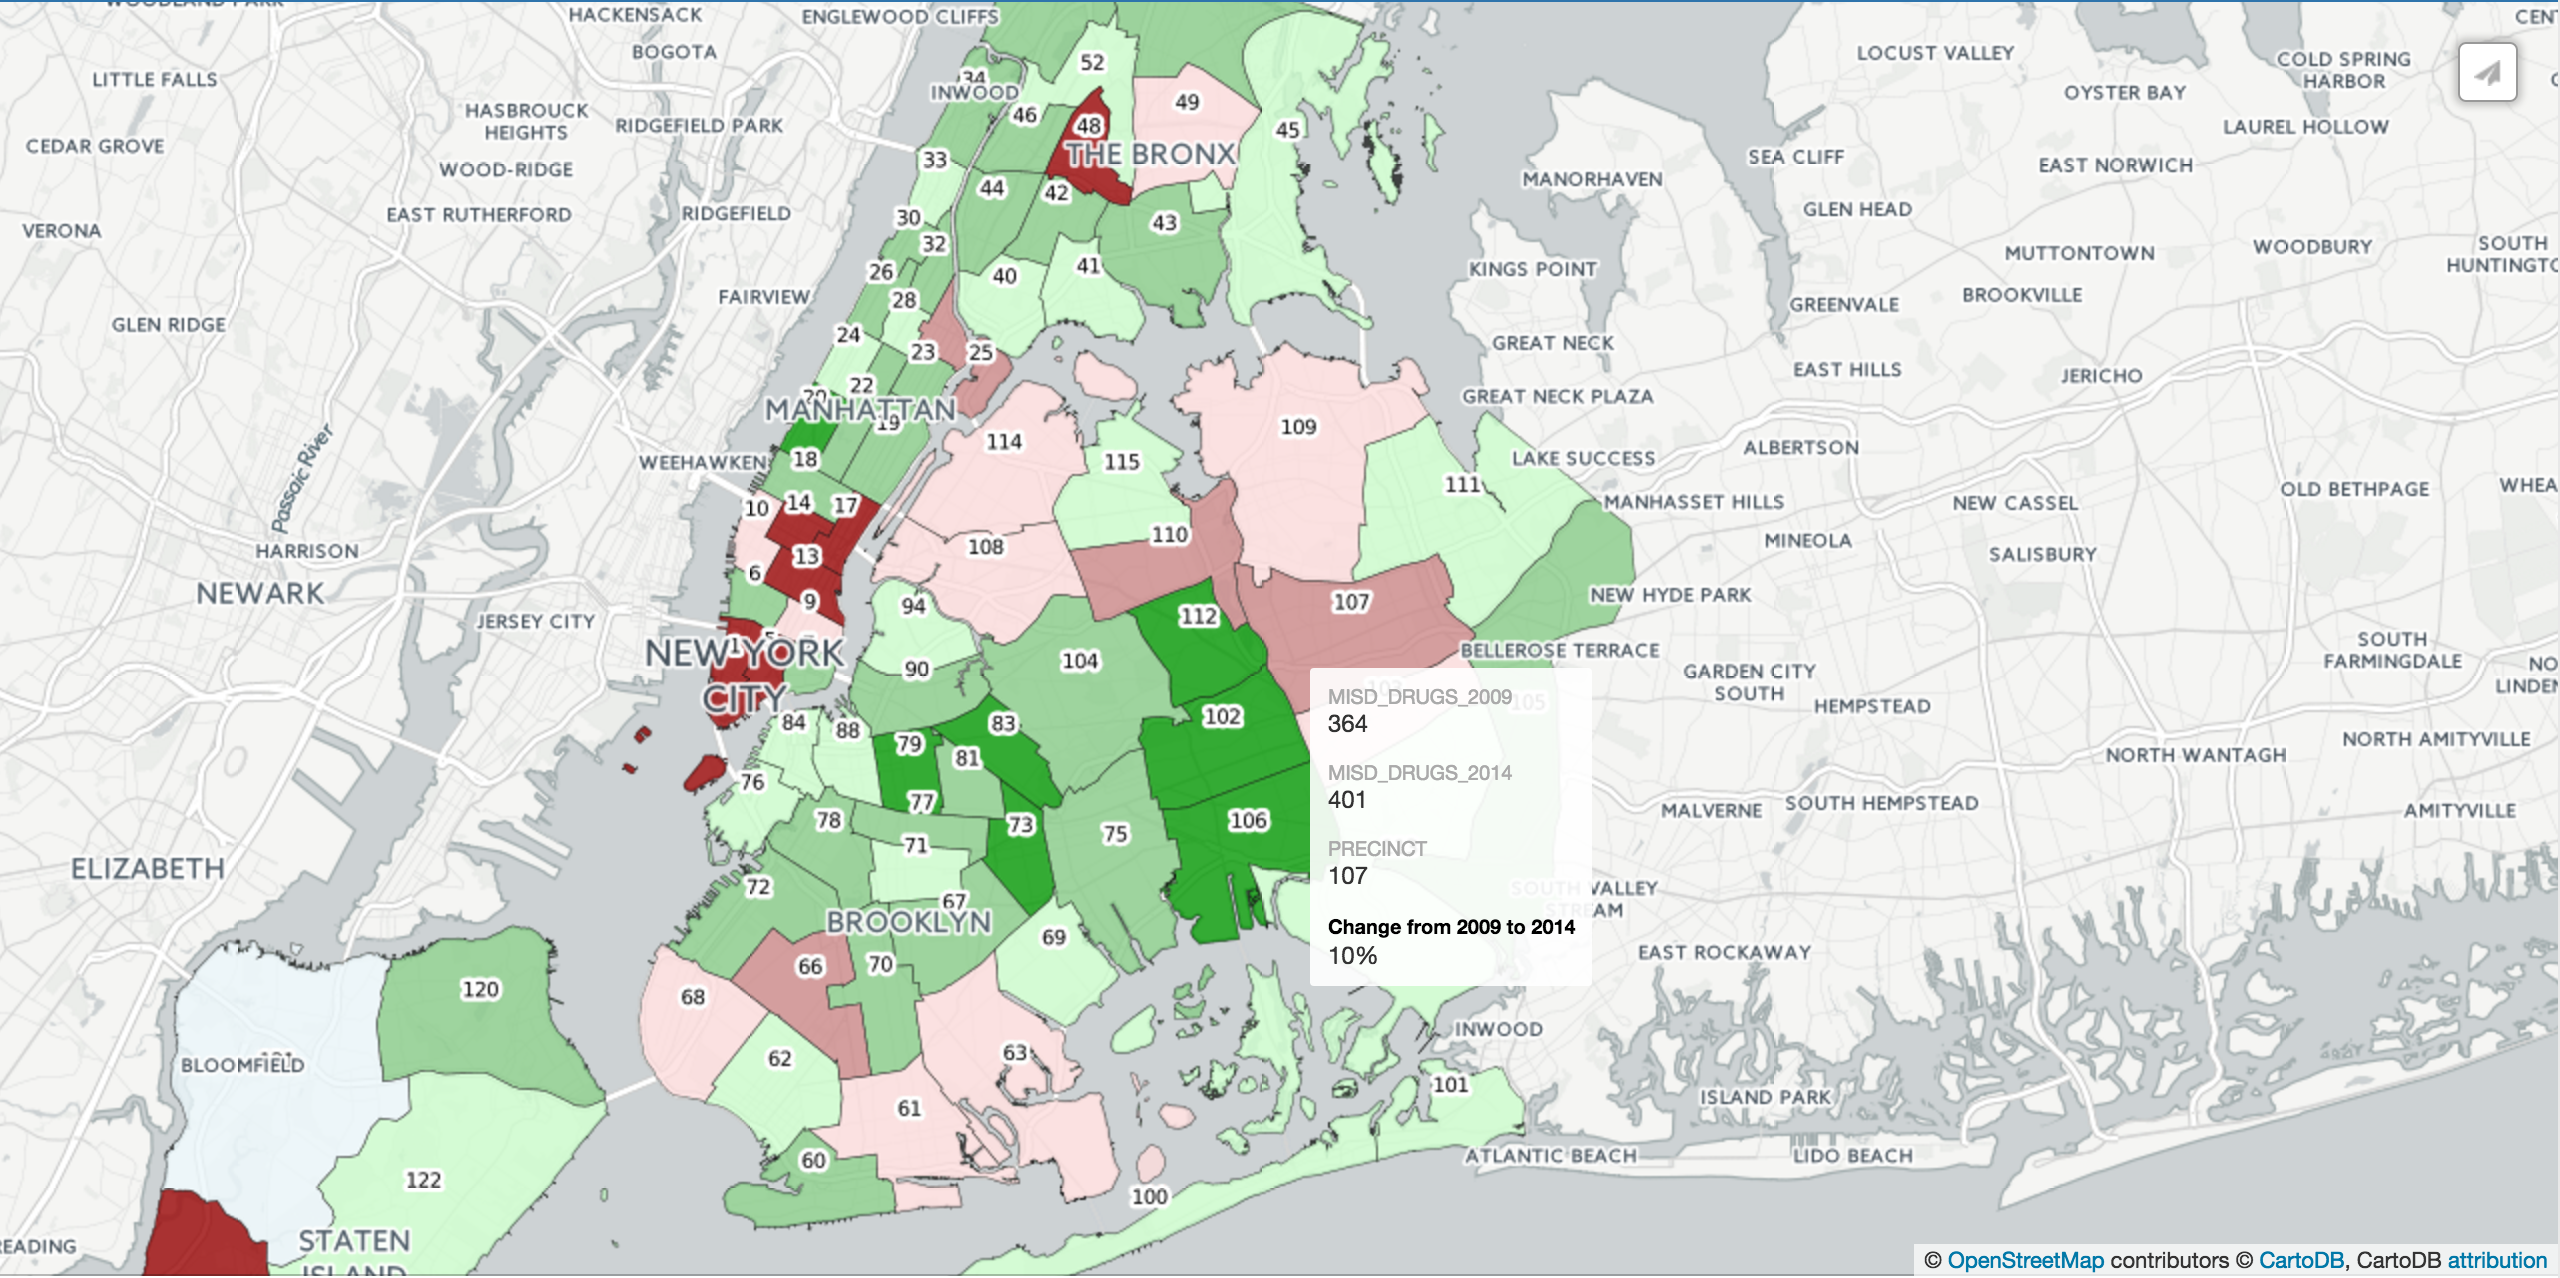 WOODLAND PARK
HACKENSACK
ENGLEWOOD CLIFFS
BOGOTA
LITTLE FALLS
HASBROUCK
HEIGHTS
RIDGEFIELD PARK
CEDAR GROVE
WOOD-RIDGE
EAST RUTHERFORD
RIDGEFIELD
VERONA
FAIRVIEW
GLEN RIDGE
Passaic River
WEEHAWKEN
HARRISON
NEWARK
JERSEY CITY
ELIZABETH
BLOOMFIELD
STATEN
ISLAND
READING
34
INWOOD
52
49
46
48
THE BRONX
45
33
44
42
43
30
32
26
40
41
28
24
23
25
22
20
MANHATTAN
19
18
114
115
109
10
14
17
13
108
110
111
6
9
94
112
107
1
5
NEW YORK
CITY
90
104
102
84
88
83
79
81
76
77
73
78
71
75
106
72
67
BROOKLYN
69
66
70
68
62
63
61
60
100
101
120
122
LOCUST VALLEY
CEN
COLD SPRING
HARBOR
OYSTER BAY
LAUREL HOLLOW
SEA CLIFF
EAST NORWICH
MANORHAVEN
GLEN HEAD
MUTTONTOWN
WOODBURY
SOUTH
HUNTINGTO
KINGS POINT
GREENVALE
BROOKVILLE
GREAT NECK
EAST HILLS
JERICHO
GREAT NECK PLAZA
ALBERTSON
LAKE SUCCESS
MANHASSET HILLS
NEW CASSEL
OLD BETHPAGE
WHEA
MINEOLA
SALISBURY
NEW HYDE PARK
BELLEROSE TERRACE
GARDEN CITY
SOUTH
HEMPSTEAD
SOUTH
FARMINGDALE
NO
LINDEN
MISD_DRUGS_2009
364
103
105
MISD_DRUGS_2014
401
PRECINCT
107
Change from 2009 to 2014
10%
NORTH WANTAGH
NORTH AMITYVILLE
MALVERNE
SOUTH HEMPSTEAD
AMITYVILLE
SOUTH VALLEY
STREAM
EAST ROCKAWAY
INWOOD
ISLAND PARK
ATLANTIC BEACH
LIDO BEACH
© OpenStreetMap contributors © CartoDB, CartoDB attribution